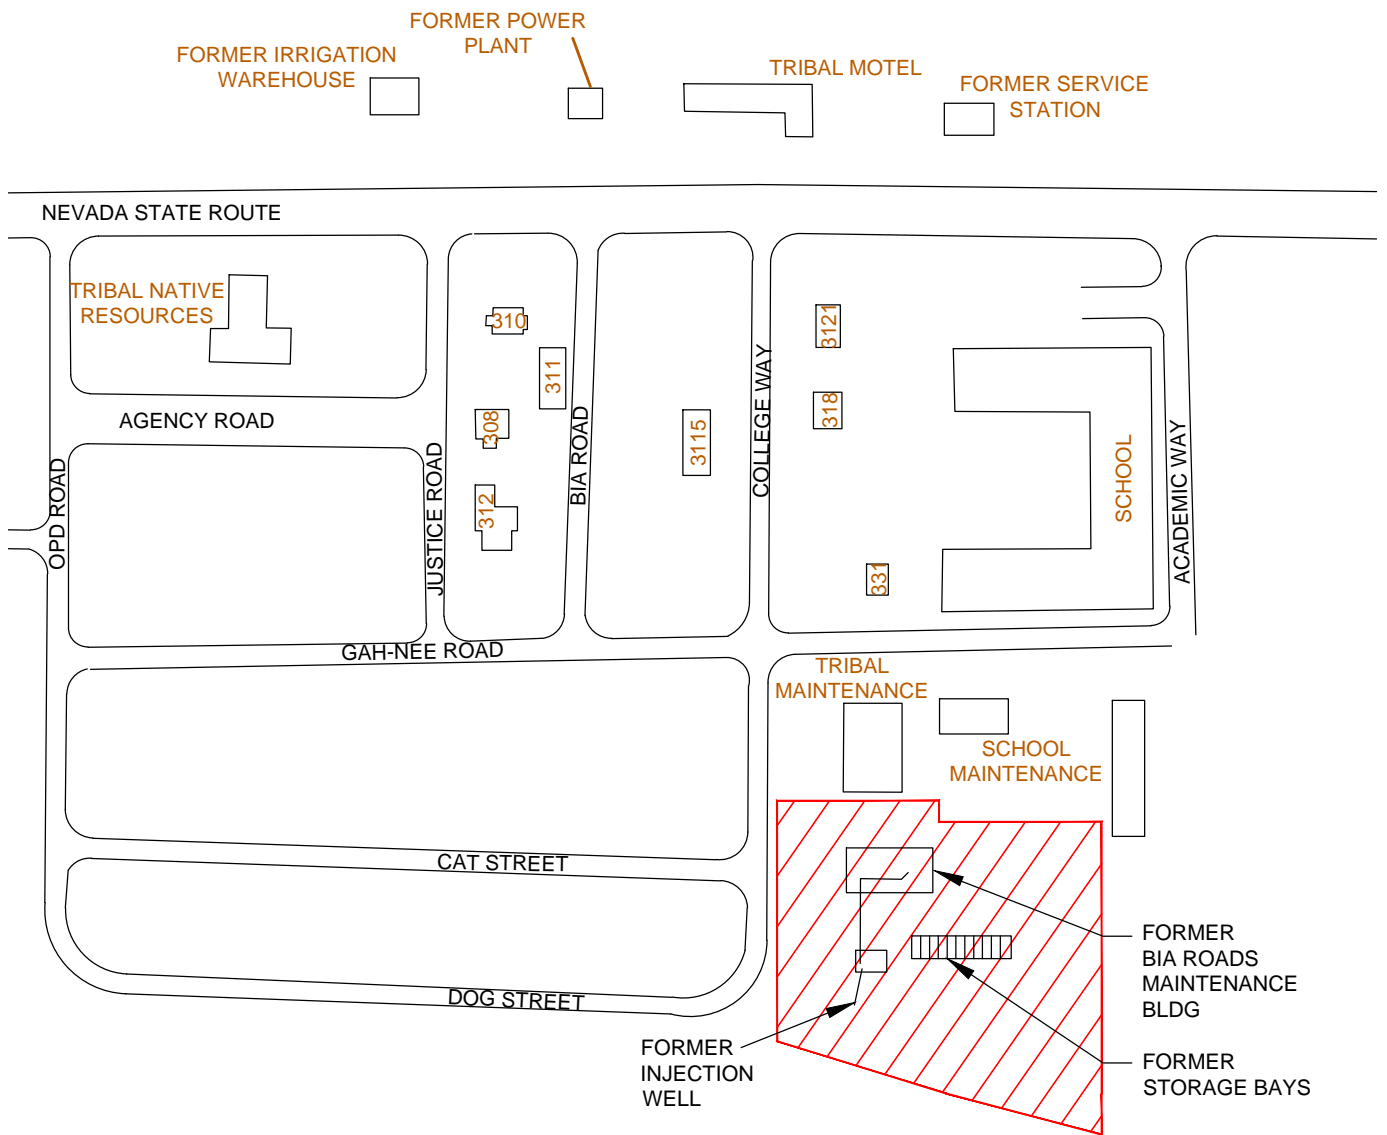 FORMER POWER
PLANT
FORMER IRRIGATION
WAREHOUSE
TRIBAL MOTEL
FORMER SERVICE
STATION
NEVADA STATE ROUTE
TRIBAL NATIVE
RESOURCES
310
311
308
312
3115
3121
318
331
SCHOOL
AGENCY ROAD
OPD ROAD
JUSTICE ROAD
BIA ROAD
COLLEGE WAY
ACADEMIC WAY
GAH-NEE ROAD
TRIBAL
MAINTENANCE
SCHOOL
MAINTENANCE
CAT STREET
DOG STREET
FORMER
BIA ROADS
MAINTENANCE
BLDG
FORMER
INJECTION
WELL
FORMER
STORAGE BAYS